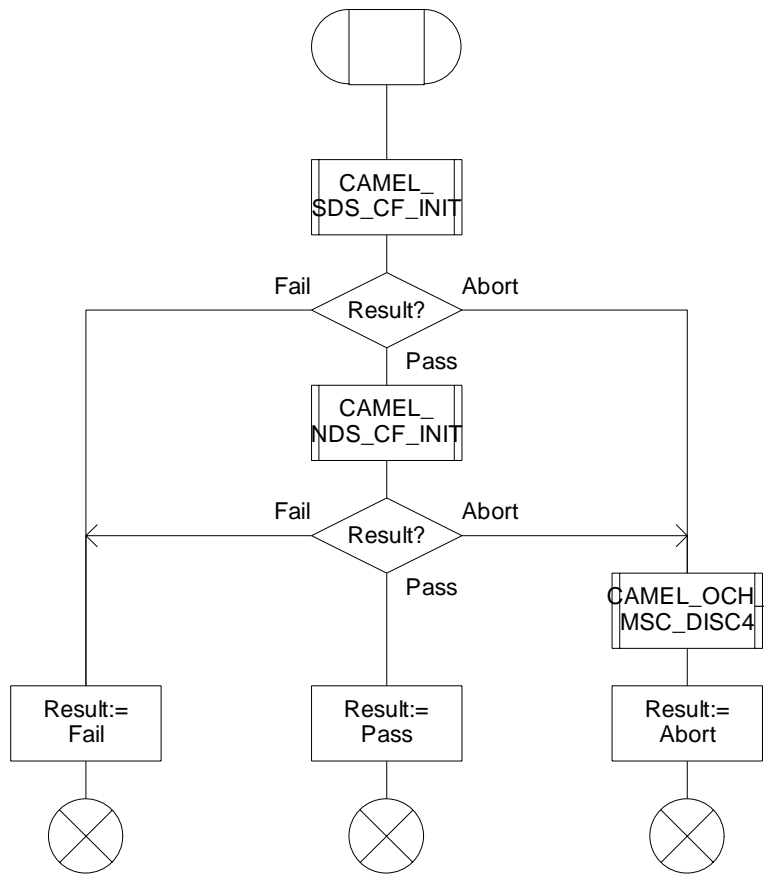 CAMEL_
SDS_CF_INIT
Fail
Abort
Result?
Pass
CAMEL_
NDS_CF_INIT
Fail
Abort
Result?
Pass
CAMEL_OCH_
MSC_DISC4
Result:=
Fail
Result:=
Pass
Result:=
Abort